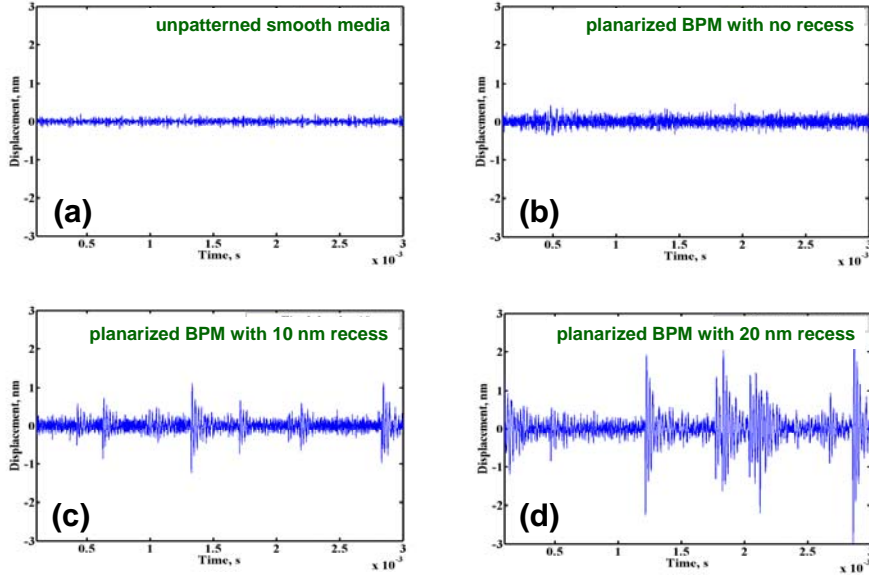 unpatterned smooth media
3
2
1
0
-1
-2
-3
Displacement, nm
(a)
0.5
1
1.5
2
2.5
3
Time, s
x 10⁻³
planarized BPM with no recess
3
2
1
0
-1
-2
-3
Displacement, nm
(b)
0.5
1
1.5
2
2.5
3
Time, s
x 10⁻³
planarized BPM with 10 nm recess
3
2
1
0
-1
-2
-3
Displacement, nm
(c)
0.5
1
1.5
2
2.5
3
Time, s
x 10⁻³
planarized BPM with 20 nm recess
3
2
1
0
-1
-2
-3
Displacement, nm
(d)
0.5
1
1.5
2
2.5
3
Time, s
x 10⁻³